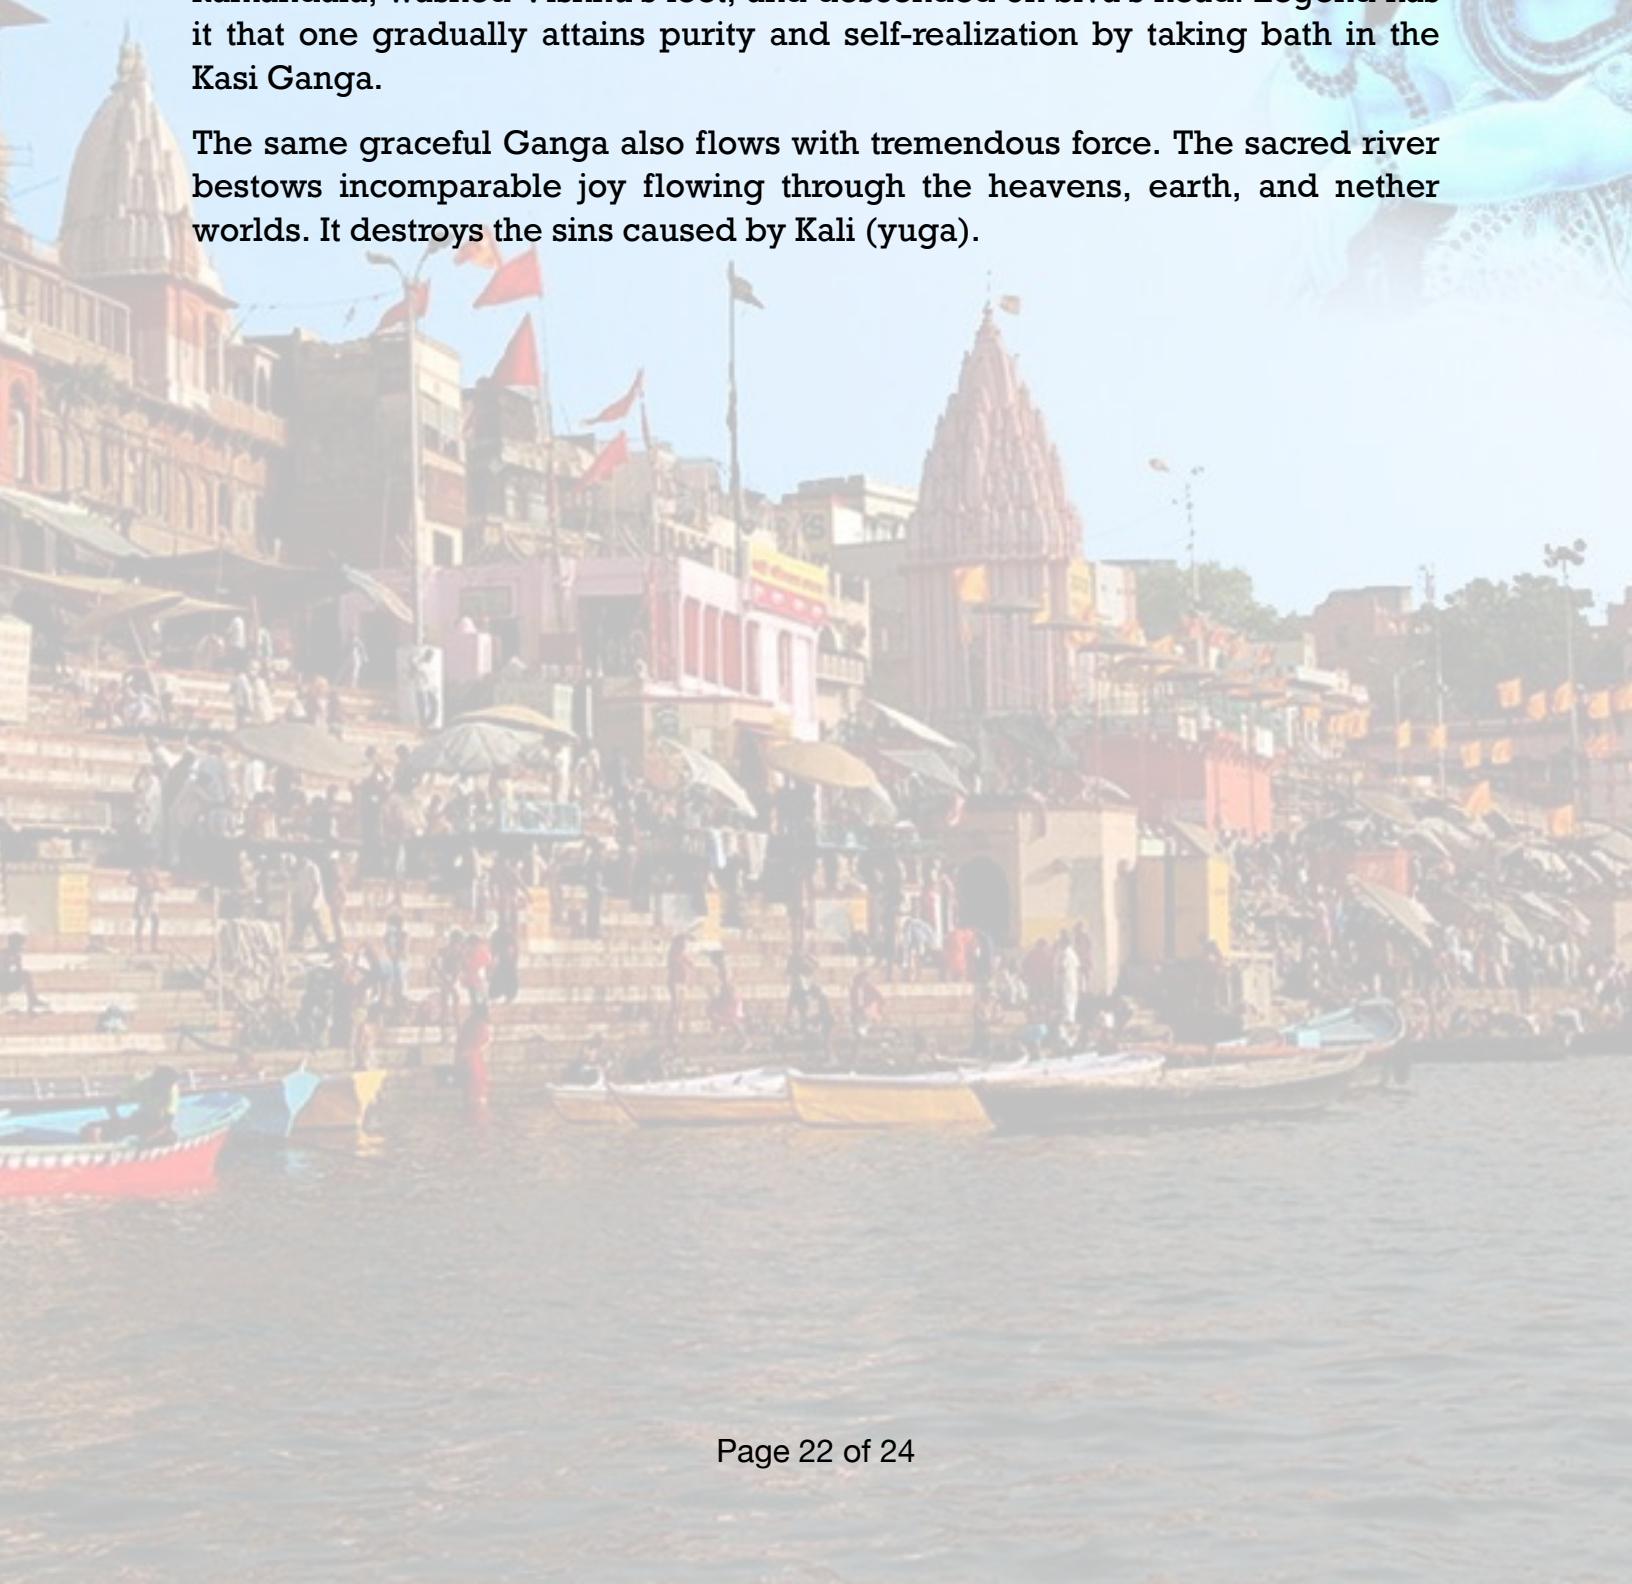 it that one gradually attains purity and self-realization by taking bath in the
Kasi Ganga.
The same graceful Ganga also flows with tremendous force. The sacred river
bestows incomparable joy flowing through the heavens, earth, and nether
worlds. It destroys the sins caused by Kali (yuga).
Page 22 of 24